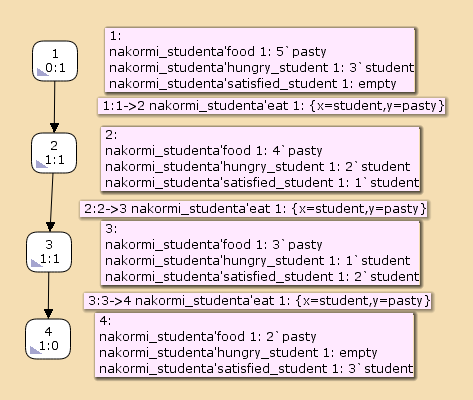 1
0:1
1:
nakormi_studenta'food 1: 5`pasty
nakormi_studenta'hungry_student 1: 3`student
nakormi_studenta'satisfied_student 1: empty
1:1->2 nakormi_studenta'eat 1: {x=student,y=pasty}
2
1:1
2:
nakormi_studenta'food 1: 4`pasty
nakormi_studenta'hungry_student 1: 2`student
nakormi_studenta'satisfied_student 1: 1`student
2:2->3 nakormi_studenta'eat 1: {x=student,y=pasty}
3
1:1
3:
nakormi_studenta'food 1: 3`pasty
nakormi_studenta'hungry_student 1: 1`student
nakormi_studenta'satisfied_student 1: 2`student
3:3->4 nakormi_studenta'eat 1: {x=student,y=pasty}
4
1:0
4:
nakormi_studenta'food 1: 2`pasty
nakormi_studenta'hungry_student 1: empty
nakormi_studenta'satisfied_student 1: 3`student